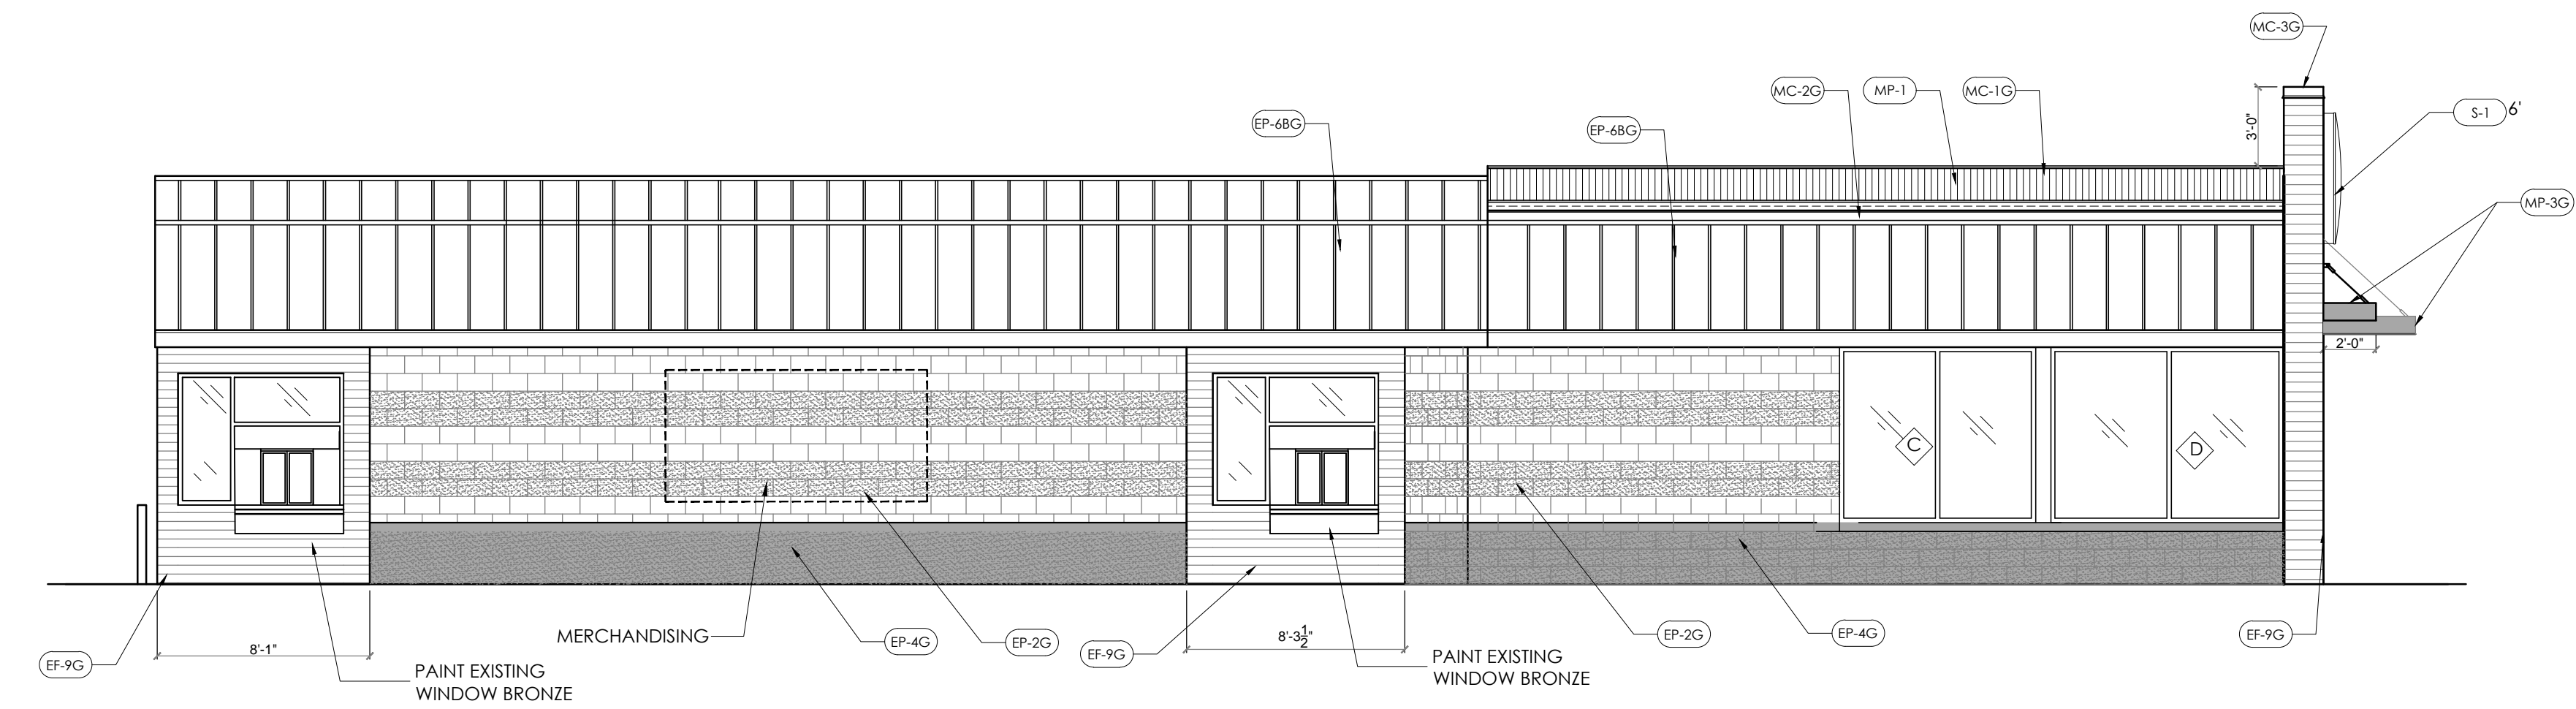 MC-3G
MC-2G
MP-1
MC-1G
S-1 6'
EP-6BG
EP-6BG
3'-0"
MP-3G
2'-0"
C
D
MERCHANDISING
EP-4G
EP-2G
EP-2G
EP-4G
EF-9G
8'-1"
8'-3 1/2"
EF-9G
EF-9G
PAINT EXISTING
WINDOW BRONZE
PAINT EXISTING
WINDOW BRONZE